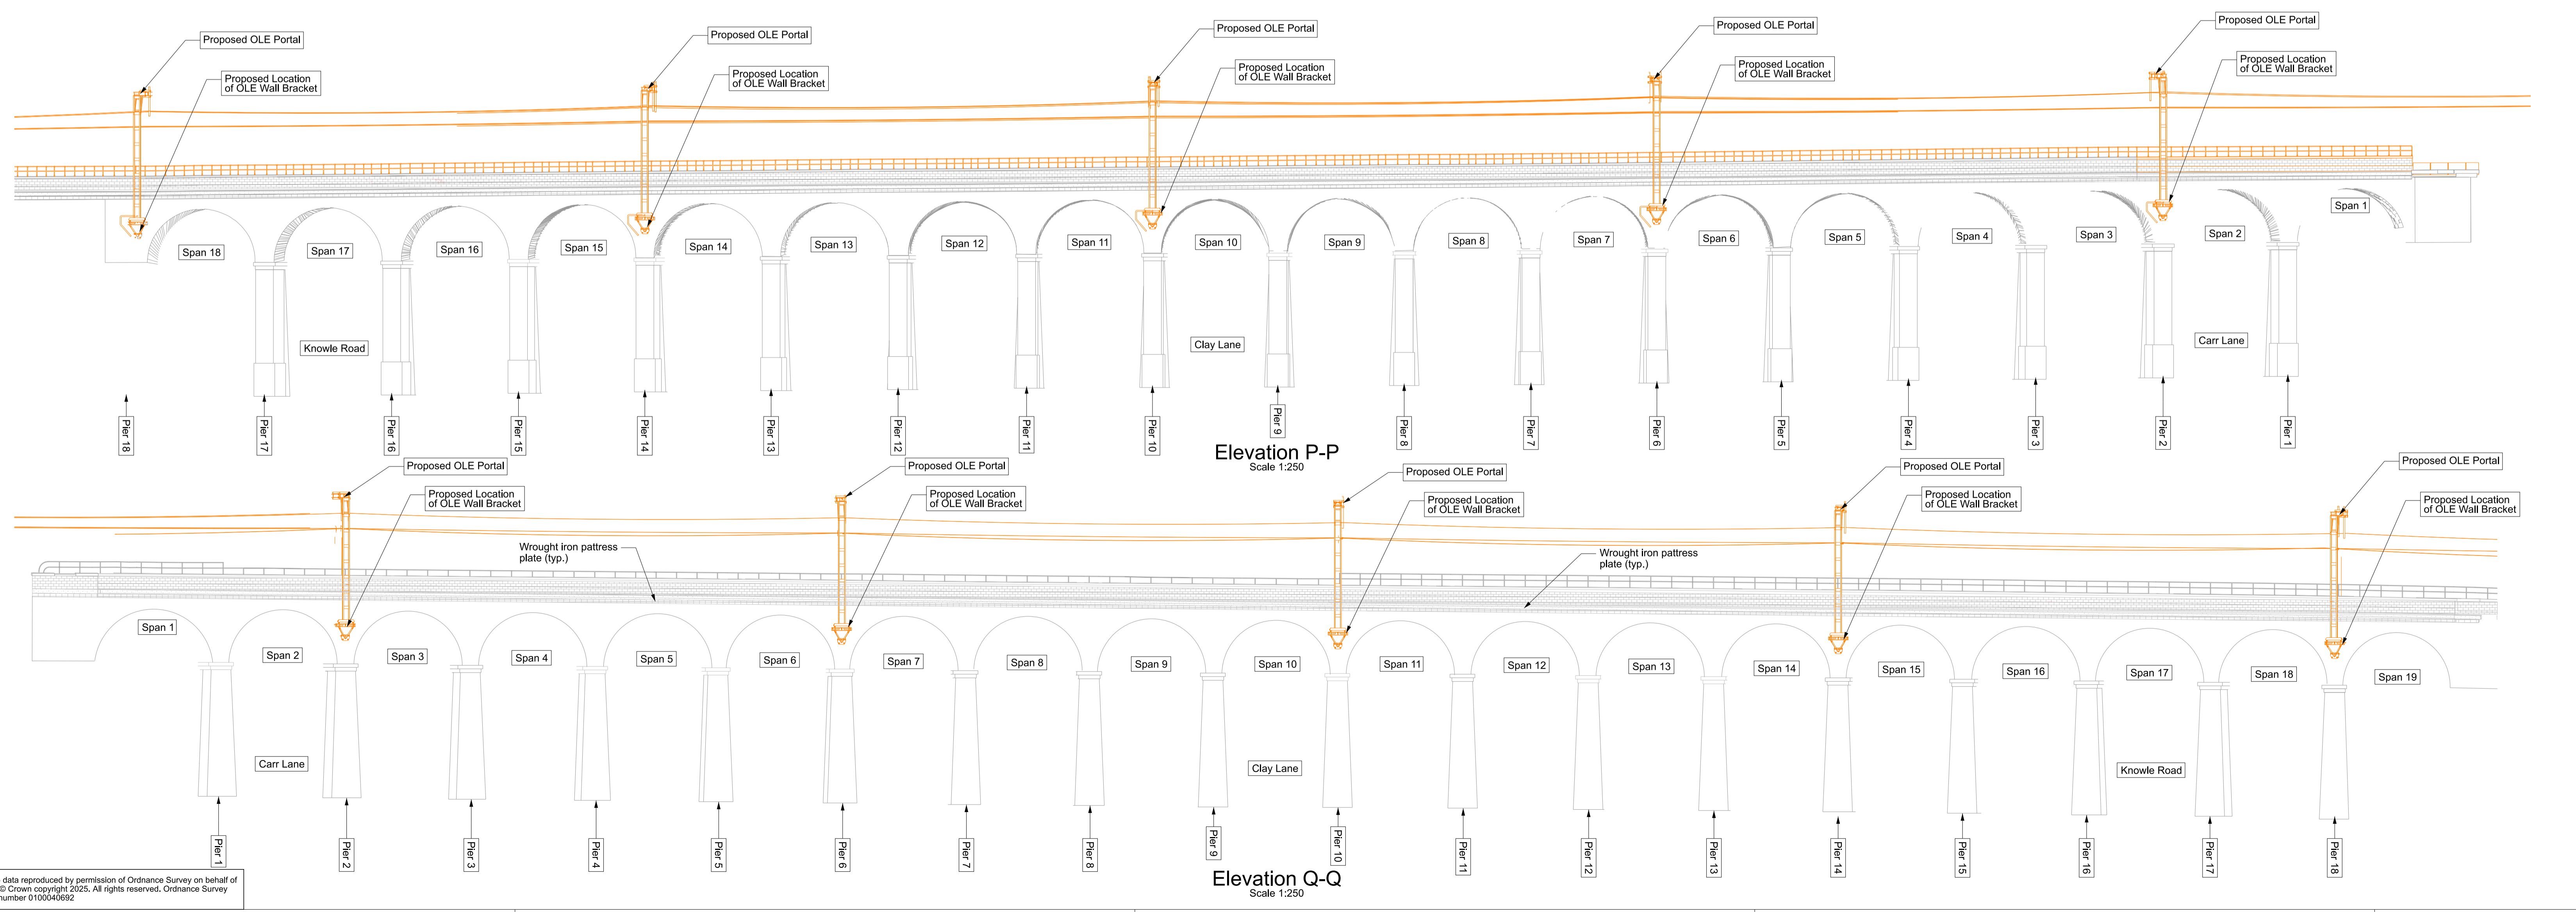 Proposed OLE Portal
Proposed Location
of OLE Wall Bracket
Proposed OLE Portal
Proposed Location
of OLE Wall Bracket
Proposed OLE Portal
Proposed Location
of OLE Wall Bracket
Proposed OLE Portal
Proposed Location
of OLE Wall Bracket
Proposed OLE Portal
Proposed Location
of OLE Wall Bracket
Span 18
Span 17
Span 16
Span 15
Span 14
Span 13
Span 12
Span 11
Span 10
Span 9
Span 8
Span 7
Span 6
Span 5
Span 4
Span 3
Span 2
Span 1
Knowle Road
Clay Lane
Carr Lane
Pier 18
Pier 17
Pier 16
Pier 15
Pier 14
Pier 13
Pier 12
Pier 11
Pier 10
Pier 9
Pier 8
Pier 7
Pier 6
Pier 5
Pier 4
Pier 3
Pier 2
Pier 1
Elevation P-P
Scale 1:250
Proposed OLE Portal
Proposed Location
of OLE Wall Bracket
Proposed OLE Portal
Proposed Location
of OLE Wall Bracket
Proposed OLE Portal
Proposed Location
of OLE Wall Bracket
Proposed OLE Portal
Proposed Location
of OLE Wall Bracket
Proposed OLE Portal
Proposed Location
of OLE Wall Bracket
Wrought iron pattress
plate (typ.)
Wrought iron pattress
plate (typ.)
Span 1
Span 2
Span 3
Span 4
Span 5
Span 6
Span 7
Span 8
Span 9
Span 10
Span 11
Span 12
Span 13
Span 14
Span 15
Span 16
Span 17
Span 18
Span 19
Carr Lane
Clay Lane
Knowle Road
Pier 1
Pier 2
Pier 3
Pier 4
Pier 5
Pier 6
Pier 7
Pier 8
Pier 9
Pier 10
Pier 11
Pier 12
Pier 13
Pier 14
Pier 15
Pier 16
Pier 17
Pier 18
Elevation Q-Q
Scale 1:250
data reproduced by permission of Ordnance Survey on behalf of
© Crown copyright 2025. All rights reserved. Ordnance Survey
number 0100040692